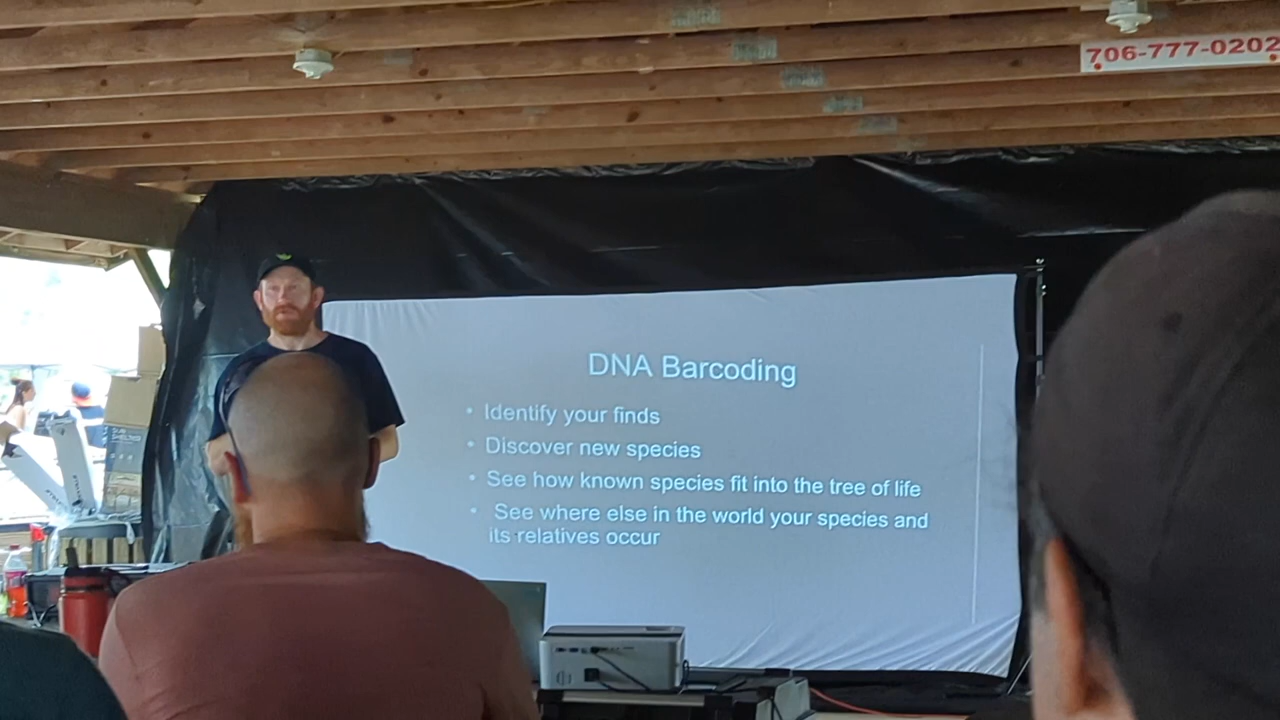 706-777-0202
DNA Barcoding
• Identify your finds
• Discover new species
• See how known species fit into the tree of life
• See where else in the world your species and
its relatives occur